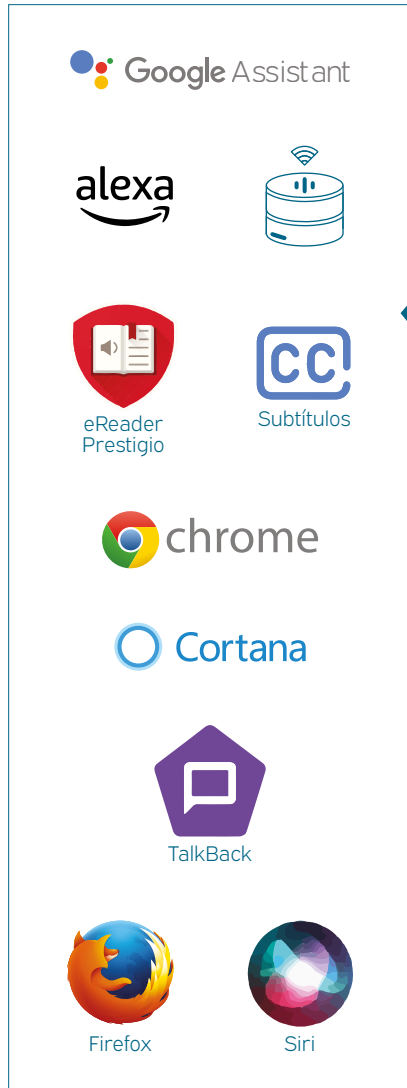 Google Assistant
alexa
eReader
Prestigio
CC
Subtítulos
chrome
Cortana
TalkBack
Firefox
Siri